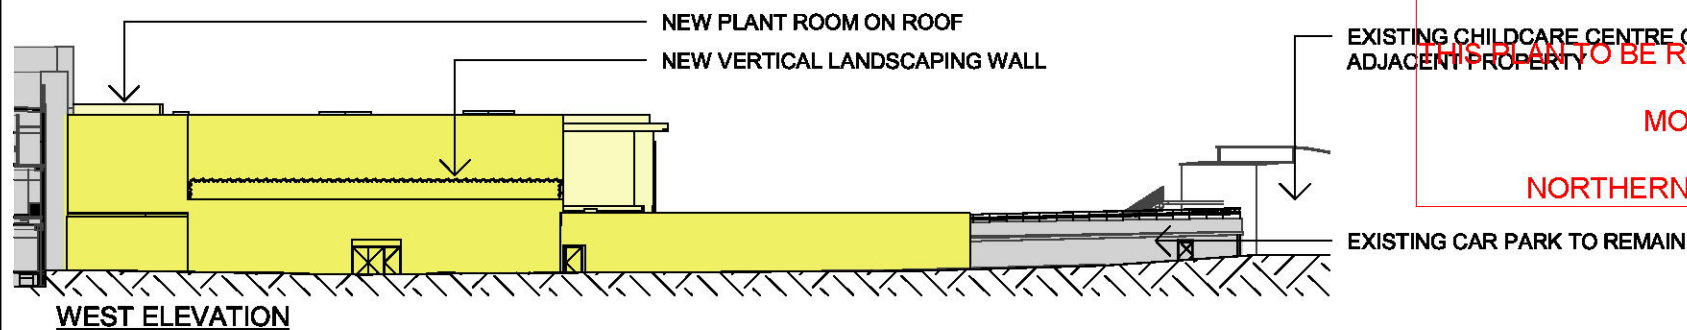 NEW PLANT ROOM ON ROOF
NEW VERTICAL LANDSCAPING WALL
EXISTING CHILDCARE CENTRE
ADJACENT PROPERTY
THIS PLAN TO BE
MO
NORTHERN
EXISTING CAR PARK TO REMAIN
WEST ELEVATION